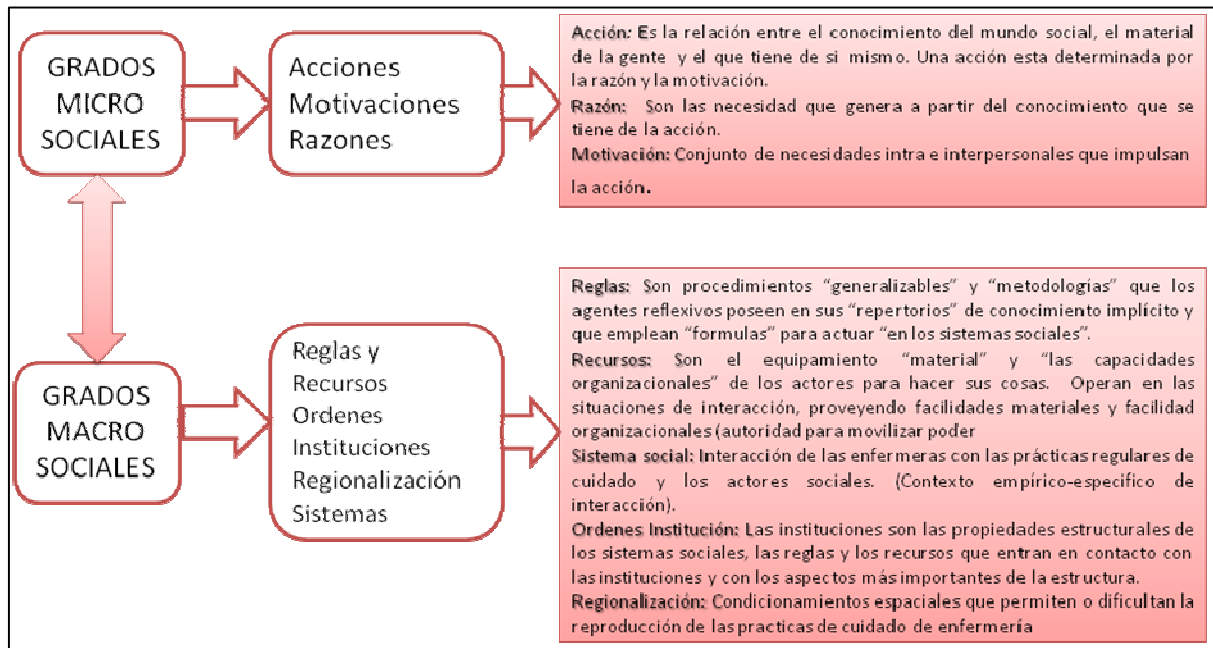 GRADOS
MICRO
SOCIALES
Acciones
Motivaciones
Razones
Acción: Es la relación entre el conocimiento del mundo social, el material
de la gente y el que tiene de si mismo. Una acción esta determinada por
la razón y la motivación.
Razón: Son las necesidad que genera a partir del conocimiento que se
tiene de la acción.
Motivación: Conjunto de necesidades intra e interpersonales que impulsan
la acción.
GRADOS
MACRO
SOCIALES
Reglas y
Recursos
Ordenes
Instituciones
Regionalización
Sistemas
Reglas: Son procedimientos “generalizables” y “metodologías” que los
agentes reflexivos poseen en sus “repertorios” de conocimiento implícito y
que emplean “formulas” para actuar “en los sistemas sociales”.
Recursos: Son el equipamiento “material” y “las capacidades
organizacionales” de los actores para hacer sus cosas. Operan en las
situaciones de interacción, proveyendo facilidades materiales y facilidad
organizacionales (autoridad para movilizar poder
Sistema social: Interacción de las enfermeras con las prácticas regulares de
cuidado y los actores sociales. (Contexto empírico-especifico de
interacción).
Ordenes Institución: Las instituciones son las propiedades estructurales de
los sistemas sociales, las reglas y los recursos que entran en contacto con
las instituciones y con los aspectos más importantes de la estructura.
Regionalización: Condicionamientos espaciales que permiten o dificultan la
reproducción de las practicas de cuidado de enfermería